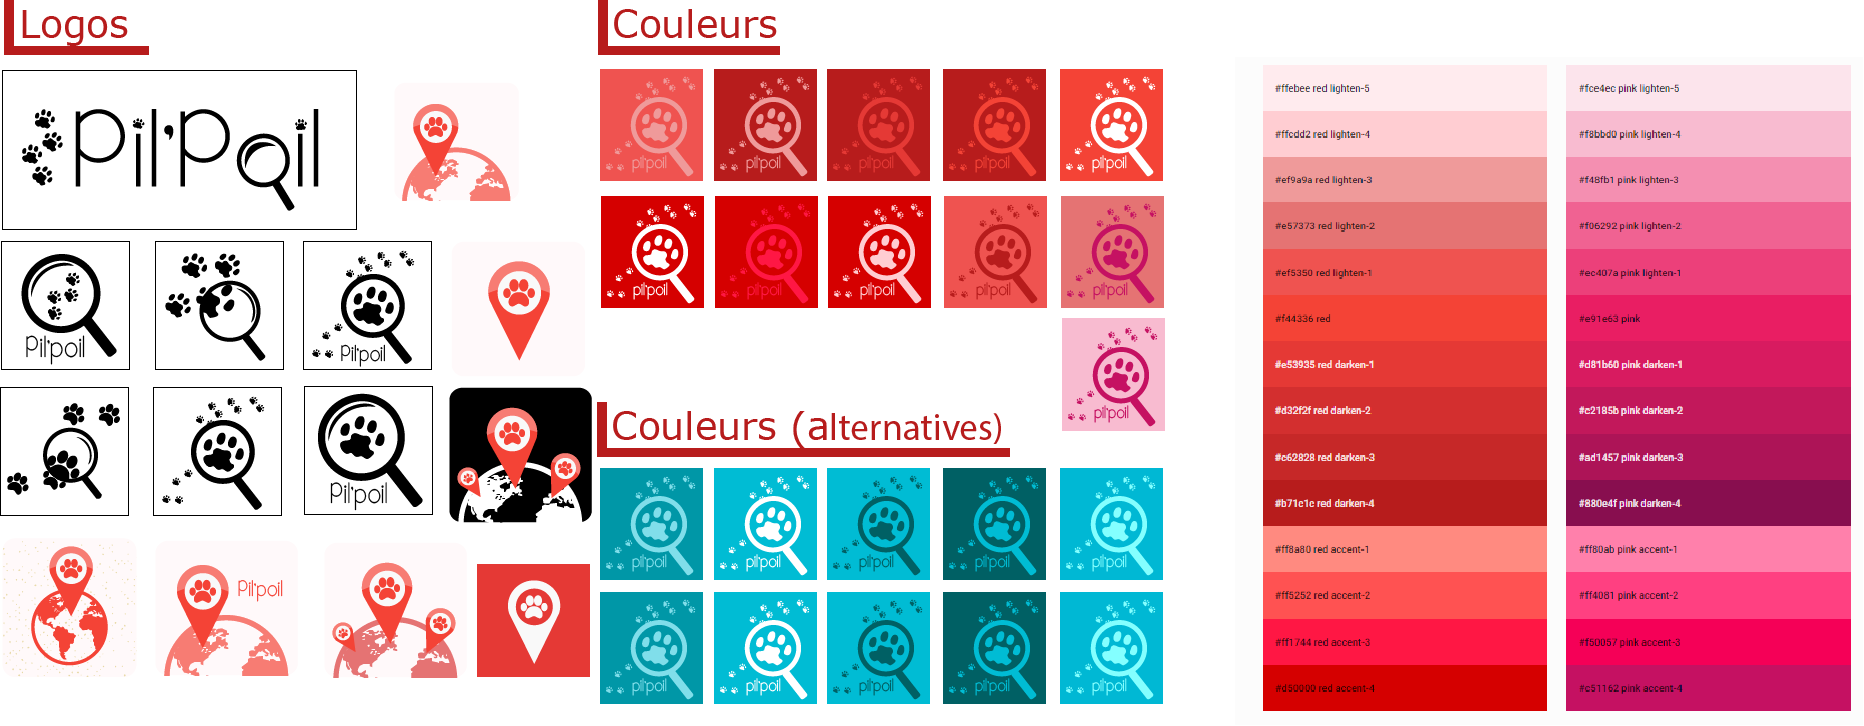 Logos
Pil'Poil
Pil'poil
Pil'poil
Pil'poil
Pil'poil
Pil'poil
Couleurs
pil'poil
pil'poil
pil'poil
pil'poil
pil'poil
pil'poil
pil'poil
pil'poil
pil'poil
pil'poil
pil'poil
Couleurs (alternatives)
pil'poil
pil'poil
pil'poil
pil'poil
pil'poil
pil'poil
pil'poil
pil'poil
pil'poil
pil'poil
#ffebee red lighten-5
#ffcdd2 red lighten-4
#ef9a9a red lighten-3
#e57373 red lighten-2
#ef5350 red lighten-1
#f44336 red
#e53935 red darken-1
#d32f2f red darken-2
#c62828 red darken-3
#b71c1c red darken-4
#ff8a80 red accent-1
#ff5252 red accent-2
#ff1744 red accent-3
#d50000 red accent-4
#fce4ec pink lighten-5
#f8bbd0 pink lighten-4
#f48fb1 pink lighten-3
#f06292 pink lighten-2
#ec407a pink lighten-1
#e91e63 pink
#d81b60 pink darken-1
#c2185b pink darken-2
#ad1457 pink darken-3
#880e4f pink darken-4
#ff80ab pink accent-1
#ff4081 pink accent-2
#f50057 pink accent-3
#c51162 pink accent-4